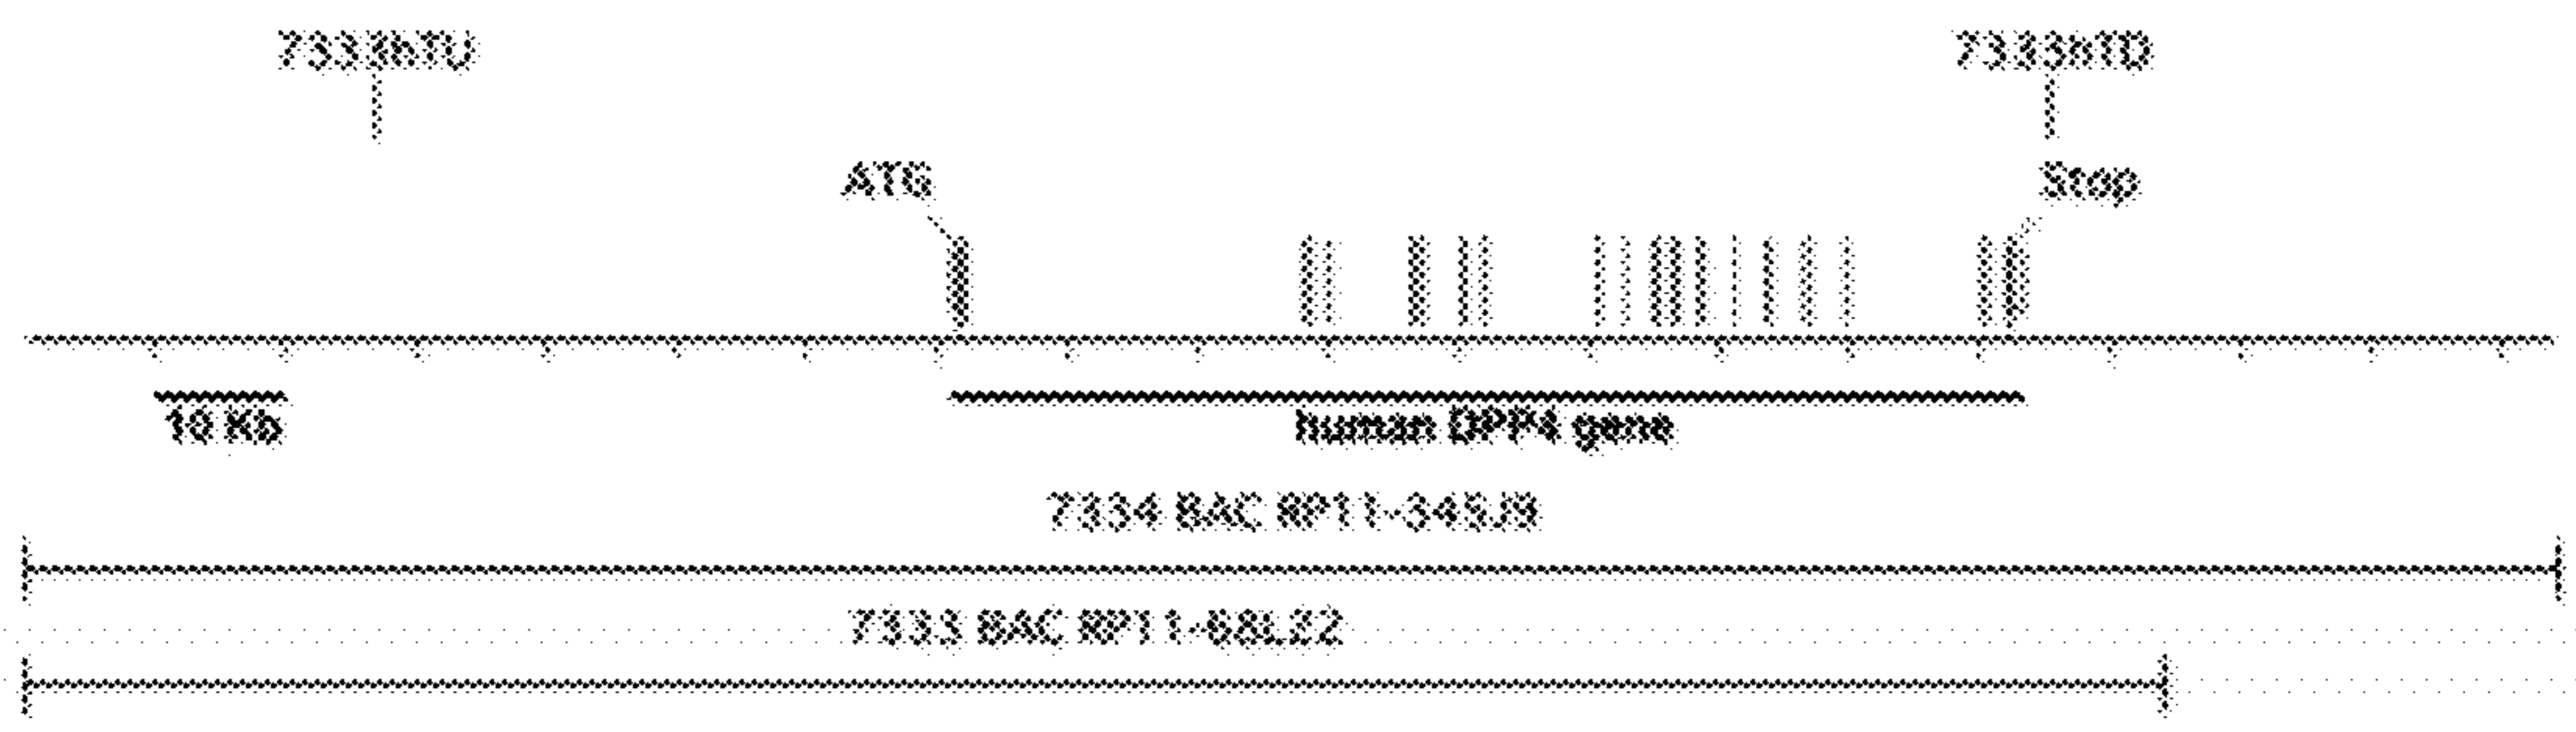 7333hTU
7333hTD
ATG
Stop
10 Kb
human DPP4 gene
7334 BAC RP11-345J9
7333 BAC RP11-68L22